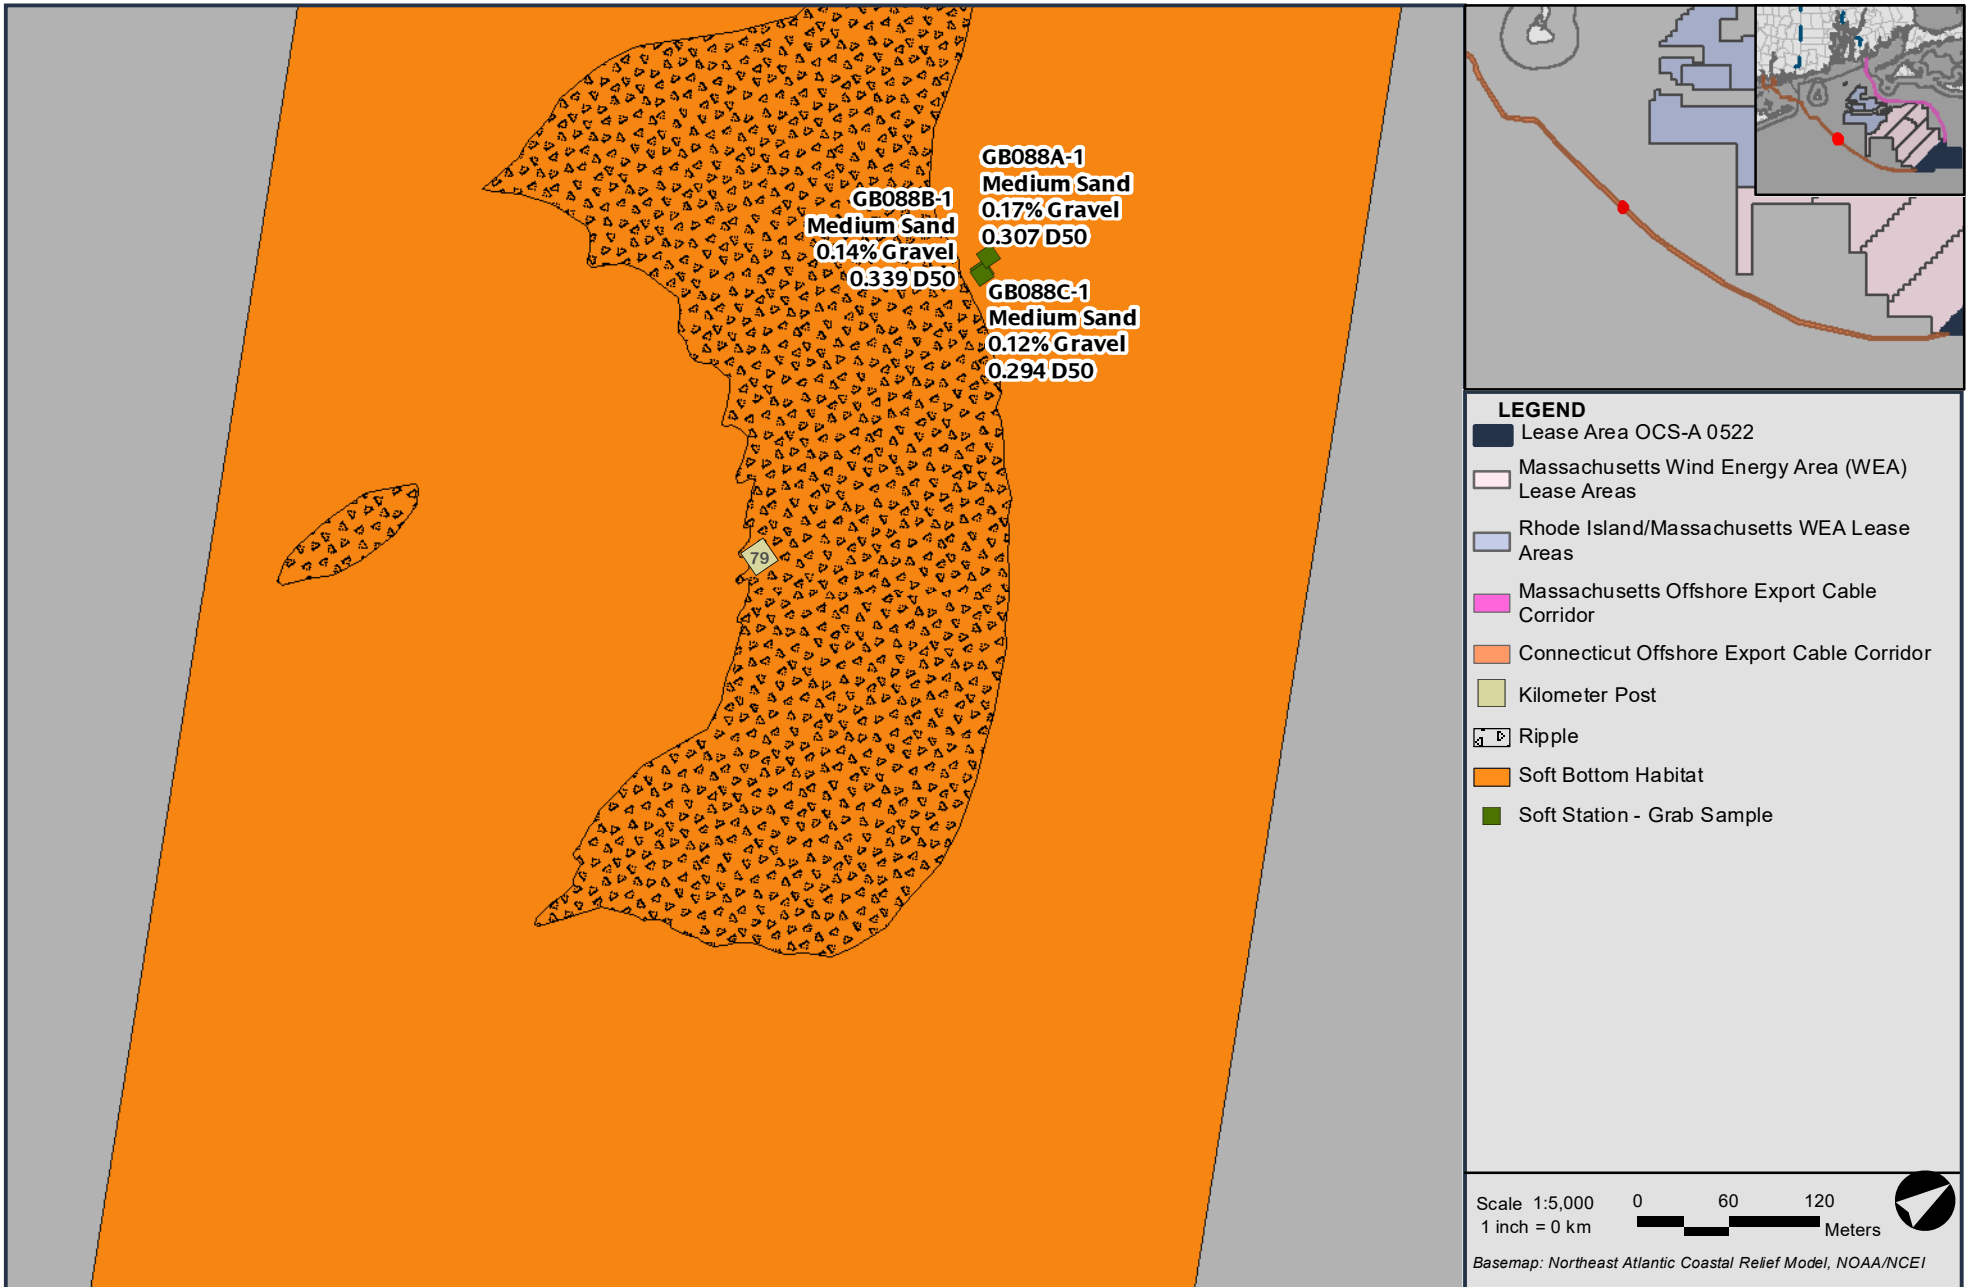 GB088A-1
Medium Sand
0.17% Gravel
0.307 D50
GB088B-1
Medium Sand
0.14% Gravel
0.339 D50
GB088C-1
Medium Sand
0.12% Gravel
0.294 D50
79
LEGEND
Lease Area OCS-A 0522
Massachusetts Wind Energy Area (WEA)
Lease Areas
Rhode Island/Massachusetts WEA Lease
Areas
Massachusetts Offshore Export Cable
Corridor
Connecticut Offshore Export Cable Corridor
Kilometer Post
Ripple
Soft Bottom Habitat
Soft Station - Grab Sample
Scale 1:5,000
1 inch = 0 km
0 60 120
Meters
Basemap: Northeast Atlantic Coastal Relief Model, NOAA/NCEI